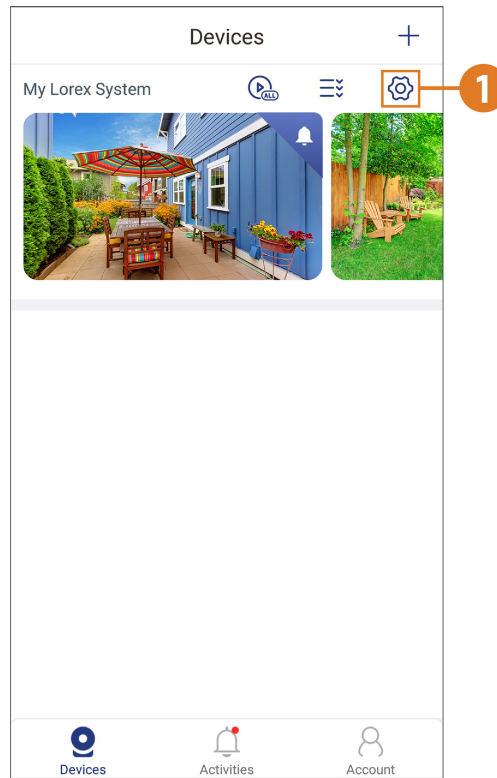 Devices
My Lorex System
ALL
1
Devices
Activities
Account